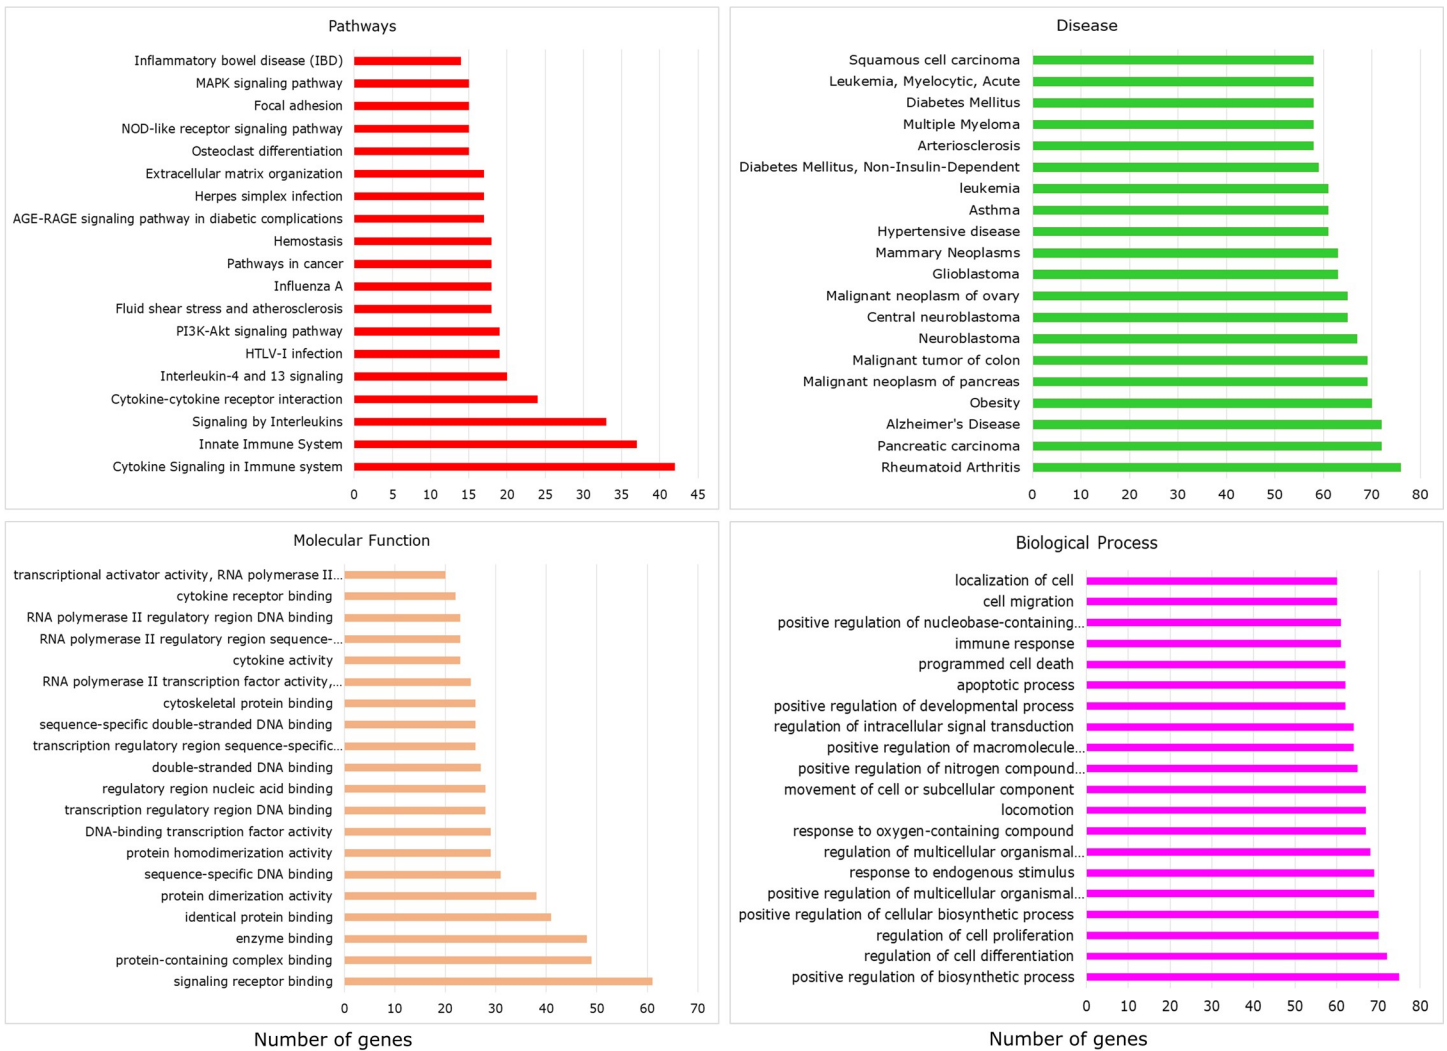 Pathways
Inflammatory bowel disease (IBD)
MAPK signaling pathway
Focal adhesion
NOD-like receptor signaling pathway
Osteoclast differentiation
Extracellular matrix organization
Herpes simplex infection
AGE-RAGE signaling pathway in diabetic complications
Hemostasis
Pathways in cancer
Influenza A
Fluid shear stress and atherosclerosis
PI3K-Akt signaling pathway
HTLV-I infection
Interleukin-4 and 13 signaling
Cytokine-cytokine receptor interaction
Signaling by Interleukins
Innate Immune System
Cytokine Signaling in Immune system
0 5 10 15 20 25 30 35 40 45
Disease
Squamous cell carcinoma
Leukemia, Myelocytic, Acute
Diabetes Mellitus
Multiple Myeloma
Arteriosclerosis
Diabetes Mellitus, Non-Insulin-Dependent
leukemia
Asthma
Hypertensive disease
Mammary Neoplasms
Glioblastoma
Malignant neoplasm of ovary
Central neuroblastoma
Neuroblastoma
Malignant tumor of colon
Malignant neoplasm of pancreas
Obesity
Alzheimer's Disease
Pancreatic carcinoma
Rheumatoid Arthritis
0 10 20 30 40 50 60 70 80
Molecular Function
transcriptional activator activity, RNA polymerase II...
cytokine receptor binding
RNA polymerase II regulatory region DNA binding
RNA polymerase II regulatory region sequence-...
cytokine activity
RNA polymerase II transcription factor activity,...
cytoskeletal protein binding
sequence-specific double-stranded DNA binding
transcription regulatory region sequence-specific...
double-stranded DNA binding
regulatory region nucleic acid binding
transcription regulatory region DNA binding
DNA-binding transcription factor activity
protein homodimerization activity
sequence-specific DNA binding
protein dimerization activity
identical protein binding
enzyme binding
protein-containing complex binding
signaling receptor binding
0 10 20 30 40 50 60 70
Number of genes
Biological Process
localization of cell
cell migration
positive regulation of nucleobase-containing...
immune response
programmed cell death
apoptotic process
positive regulation of developmental process
regulation of intracellular signal transduction
positive regulation of macromolecule...
positive regulation of nitrogen compound...
movement of cell or subcellular component
locomotion
response to oxygen-containing compound
regulation of multicellular organismal...
response to endogenous stimulus
positive regulation of multicellular organismal...
positive regulation of cellular biosynthetic process
regulation of cell proliferation
regulation of cell differentiation
positive regulation of biosynthetic process
0 10 20 30 40 50 60 70 80
Number of genes